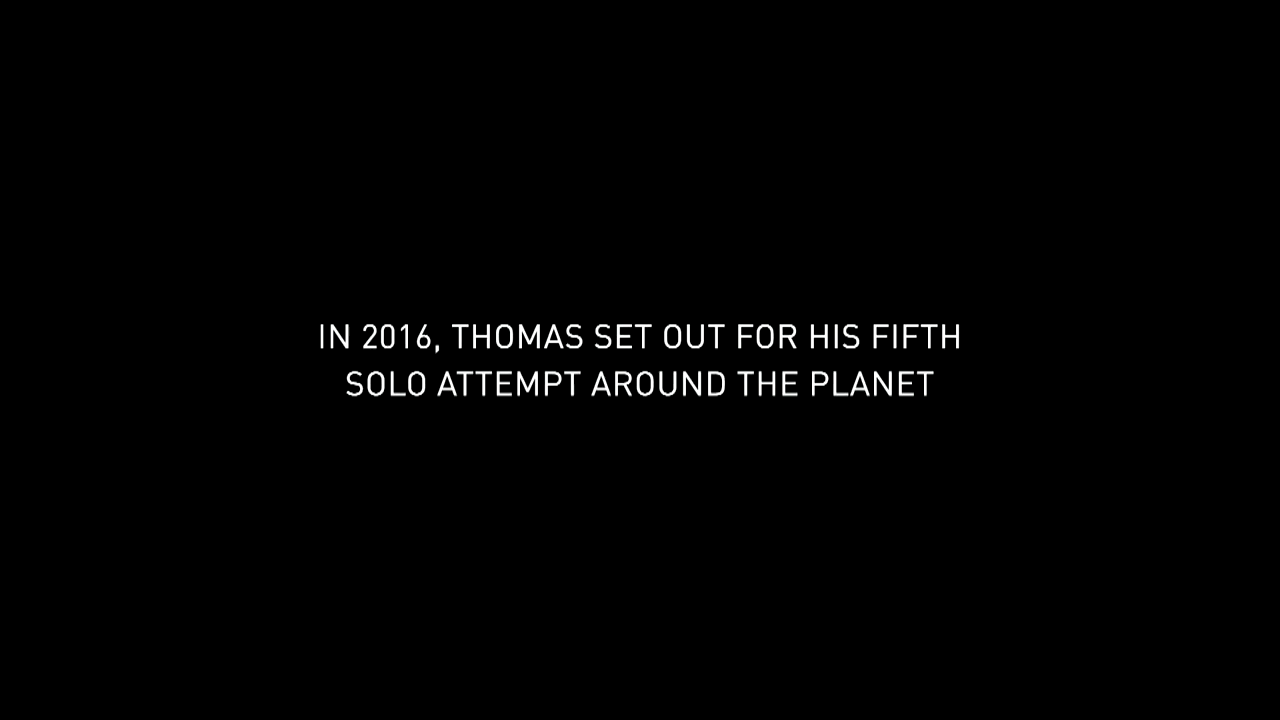 IN 2016, THOMAS SET OUT FOR HIS FIFTH
SOLO ATTEMPT AROUND THE PLANET